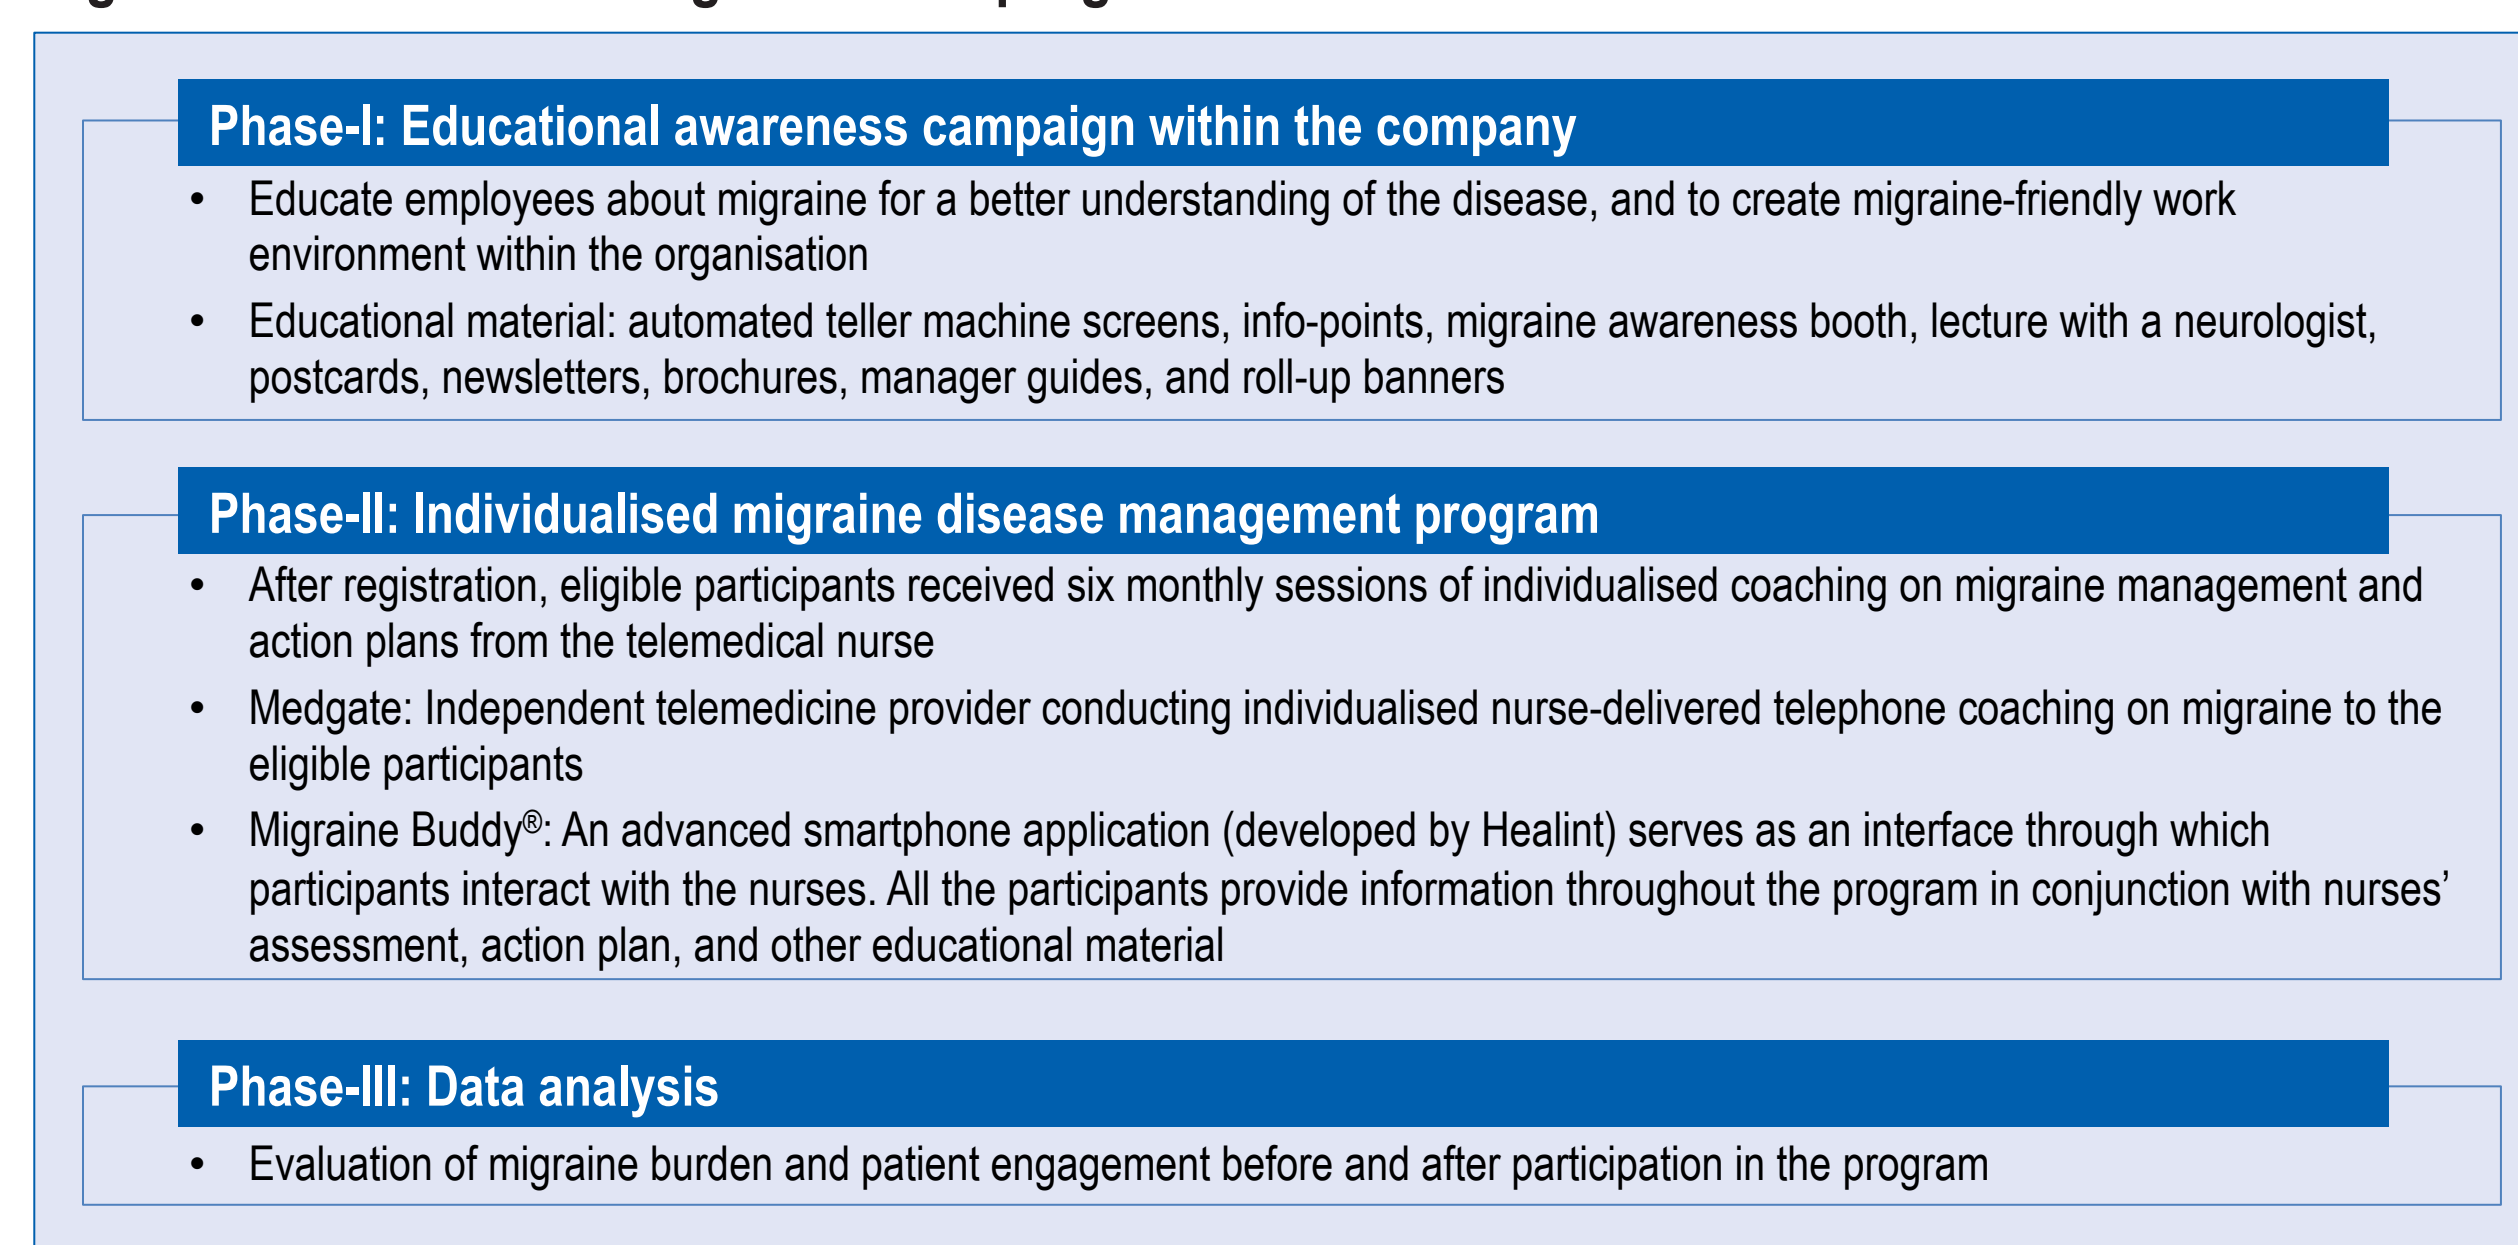 Phase-I: Educational awareness campaign within the company
• Educate employees about migraine for a better understanding of the disease, and to create migraine-friendly work
environment within the organisation
• Educational material: automated teller machine screens, info-points, migraine awareness booth, lecture with a neurologist,
postcards, newsletters, brochures, manager guides, and roll-up banners
Phase-II: Individualised migraine disease management program
• After registration, eligible participants received six monthly sessions of individualised coaching on migraine management and
action plans from the telemedical nurse
• Medgate: Independent telemedicine provider conducting individualised nurse-delivered telephone coaching on migraine to the
eligible participants
• Migraine Buddy®: An advanced smartphone application (developed by Healint) serves as an interface through which
participants interact with the nurses. All the participants provide information throughout the program in conjunction with nurses’
assessment, action plan, and other educational material
Phase-III: Data analysis
• Evaluation of migraine burden and patient engagement before and after participation in the program